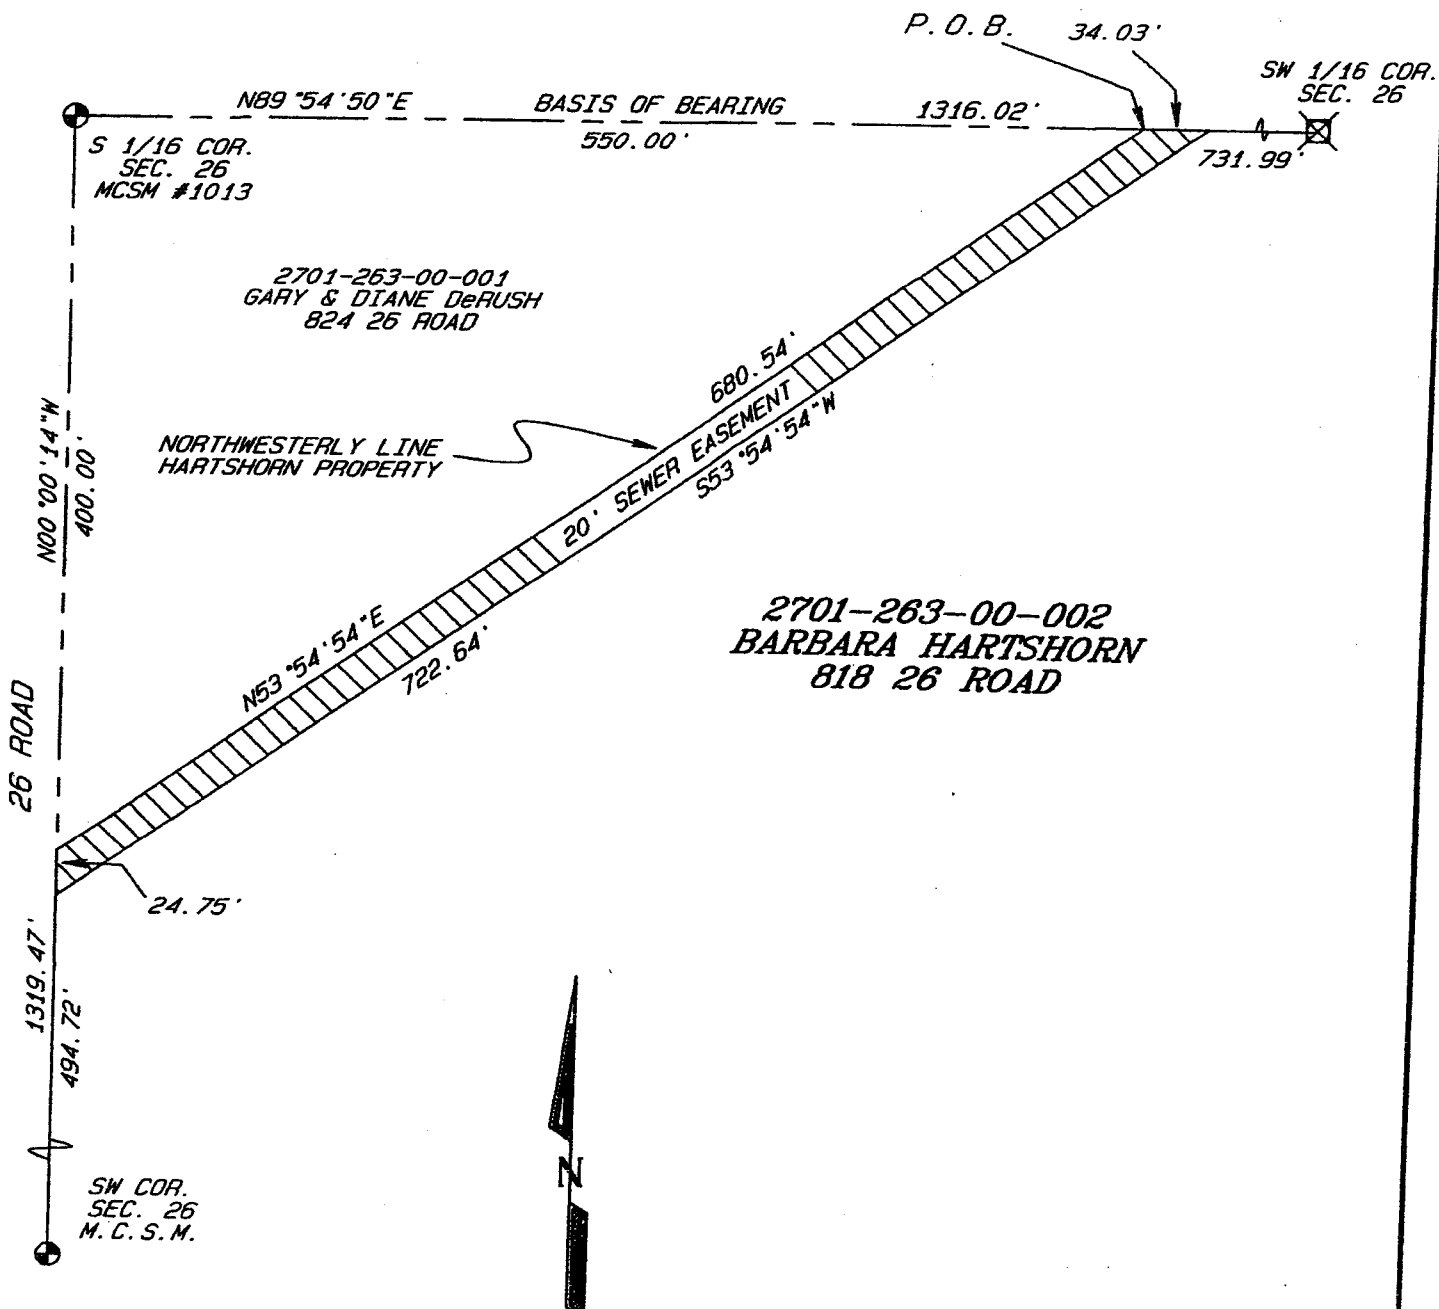 P.O.B.
34.03'
SW 1/16 COR.
SEC. 26
N89°54'50"E
BASIS OF BEARING
1316.02'
550.00'
731.99'
S 1/16 COR.
SEC. 26
MCSM #1013
2701-263-00-001
GARY & DIANE DeRUSH
824 26 ROAD
N00°00'14"W
400.00'
680.54'
NORTHWESTERLY LINE
HARTSHORN PROPERTY
20' SEWER EASEMENT
S53°54'54"W
N53°54'54"E
722.64'
2701-263-00-002
BARBARA HARTSHORN
818 26 ROAD
26 ROAD
24.75'
1319.47'
494.72'
N
SW COR.
SEC. 26
M.C.S.M.